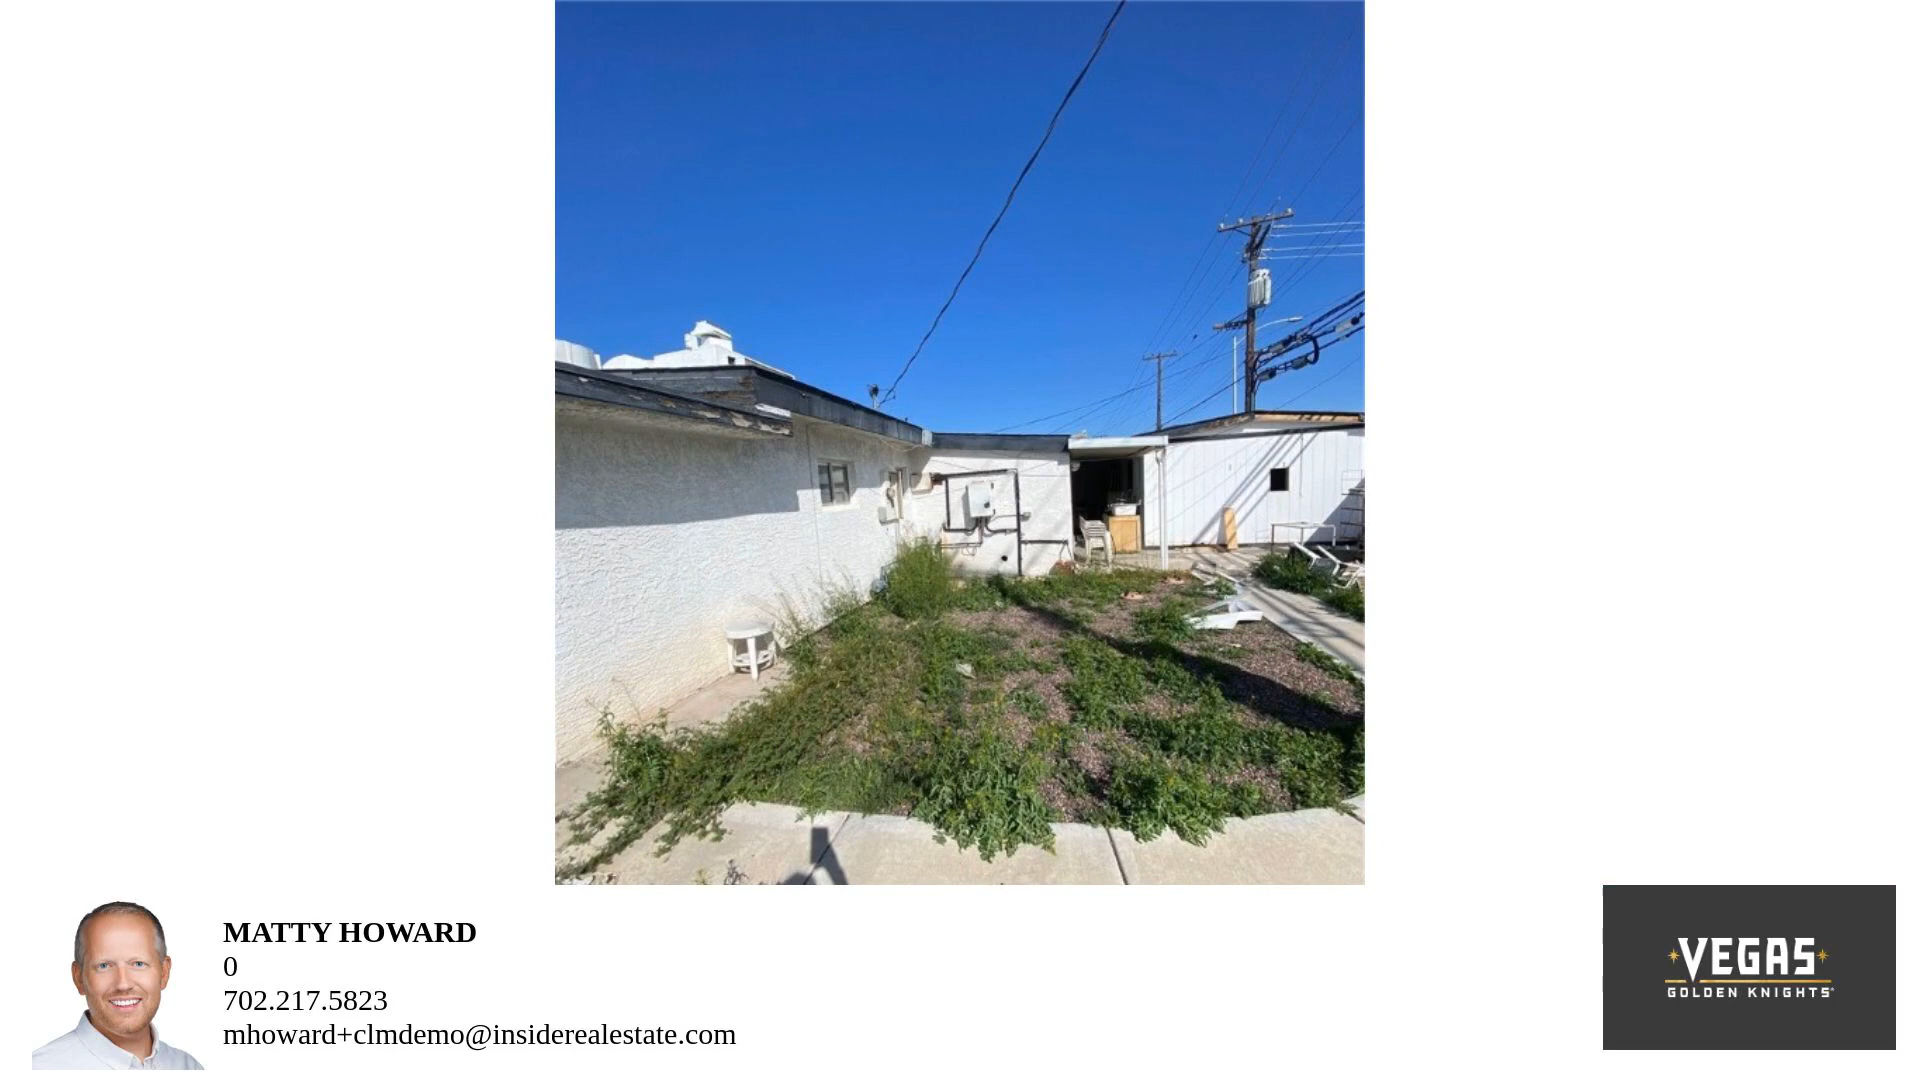 MATTY HOWARD
0
702.217.5823
mhoward+clmdemo@insiderealestate.com
VEGAS
GOLDEN KNIGHTS